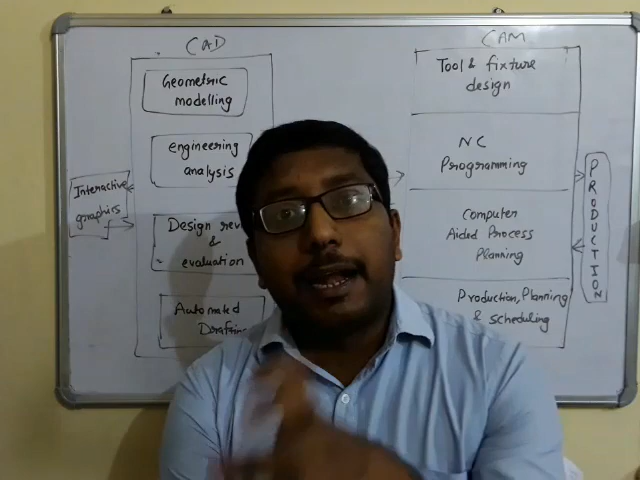 CAD
Geometric
modelling
engineering
analysis
Design rev
&
evaluation
Automated
Interactive
graphics
CAM
Tool & fixture
design
NC
Programming
Computer
Aided Process
Planning
Production, Planning
& scheduling
PRODUCTION